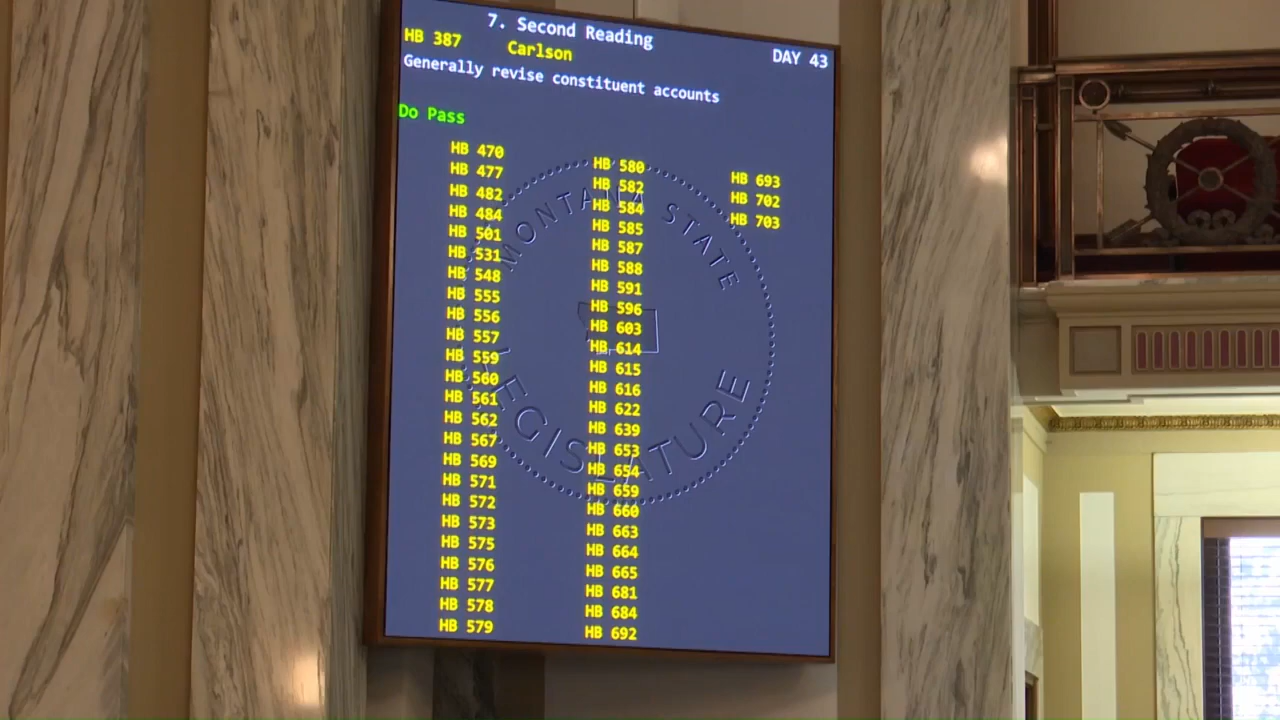 7. Second Reading
HB 387 Carlson DAY 43
Generally revise constituent accounts
Do Pass
HB 470
HB 477
HB 482
HB 484
HB 501
HB 531
HB 548
HB 555
HB 556
HB 557
HB 559
HB 560
HB 561
HB 562
HB 567
HB 569
HB 571
HB 572
HB 573
HB 575
HB 576
HB 577
HB 578
HB 579
HB 580
HB 582
HB 584
HB 585
HB 587
HB 588
HB 591
HB 596
HB 603
HB 614
HB 615
HB 616
HB 622
HB 639
HB 653
HB 654
HB 659
HB 660
HB 663
HB 664
HB 665
HB 681
HB 684
HB 692
HB 693
HB 702
HB 703
MONTANA STATE
LEGISLATURE